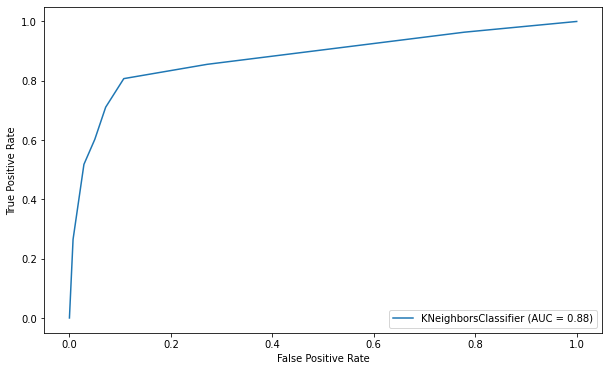 1.0
0.8
0.6
0.4
0.2
0.0
True Positive Rate
KNeighborsClassifier (AUC = 0.88)
0.0 0.2 0.4 0.6 0.8 1.0
False Positive Rate